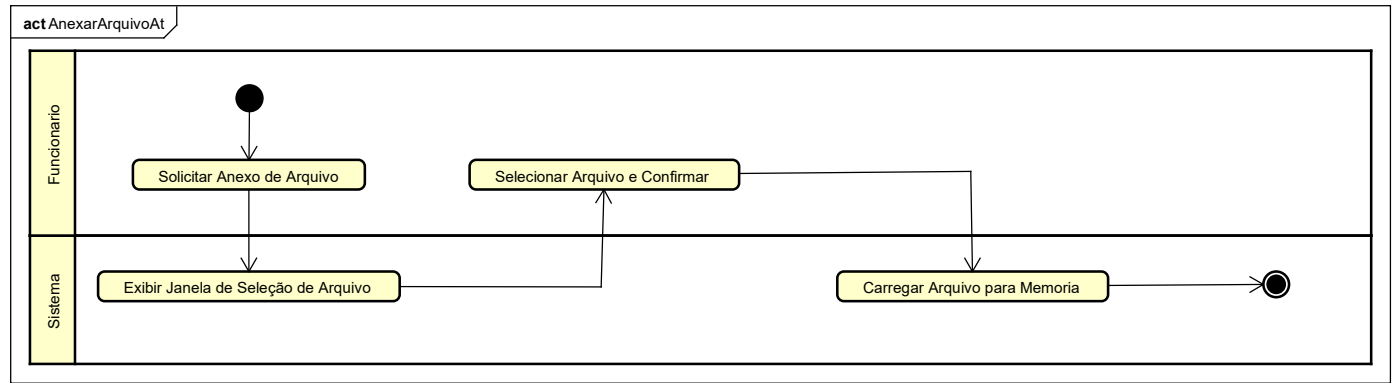 act AnexarArquivoAt
Funcionario
Solicitar Anexo de Arquivo
Selecionar Arquivo e Confirmar
Sistema
Exibir Janela de Seleção de Arquivo
Carregar Arquivo para Memoria